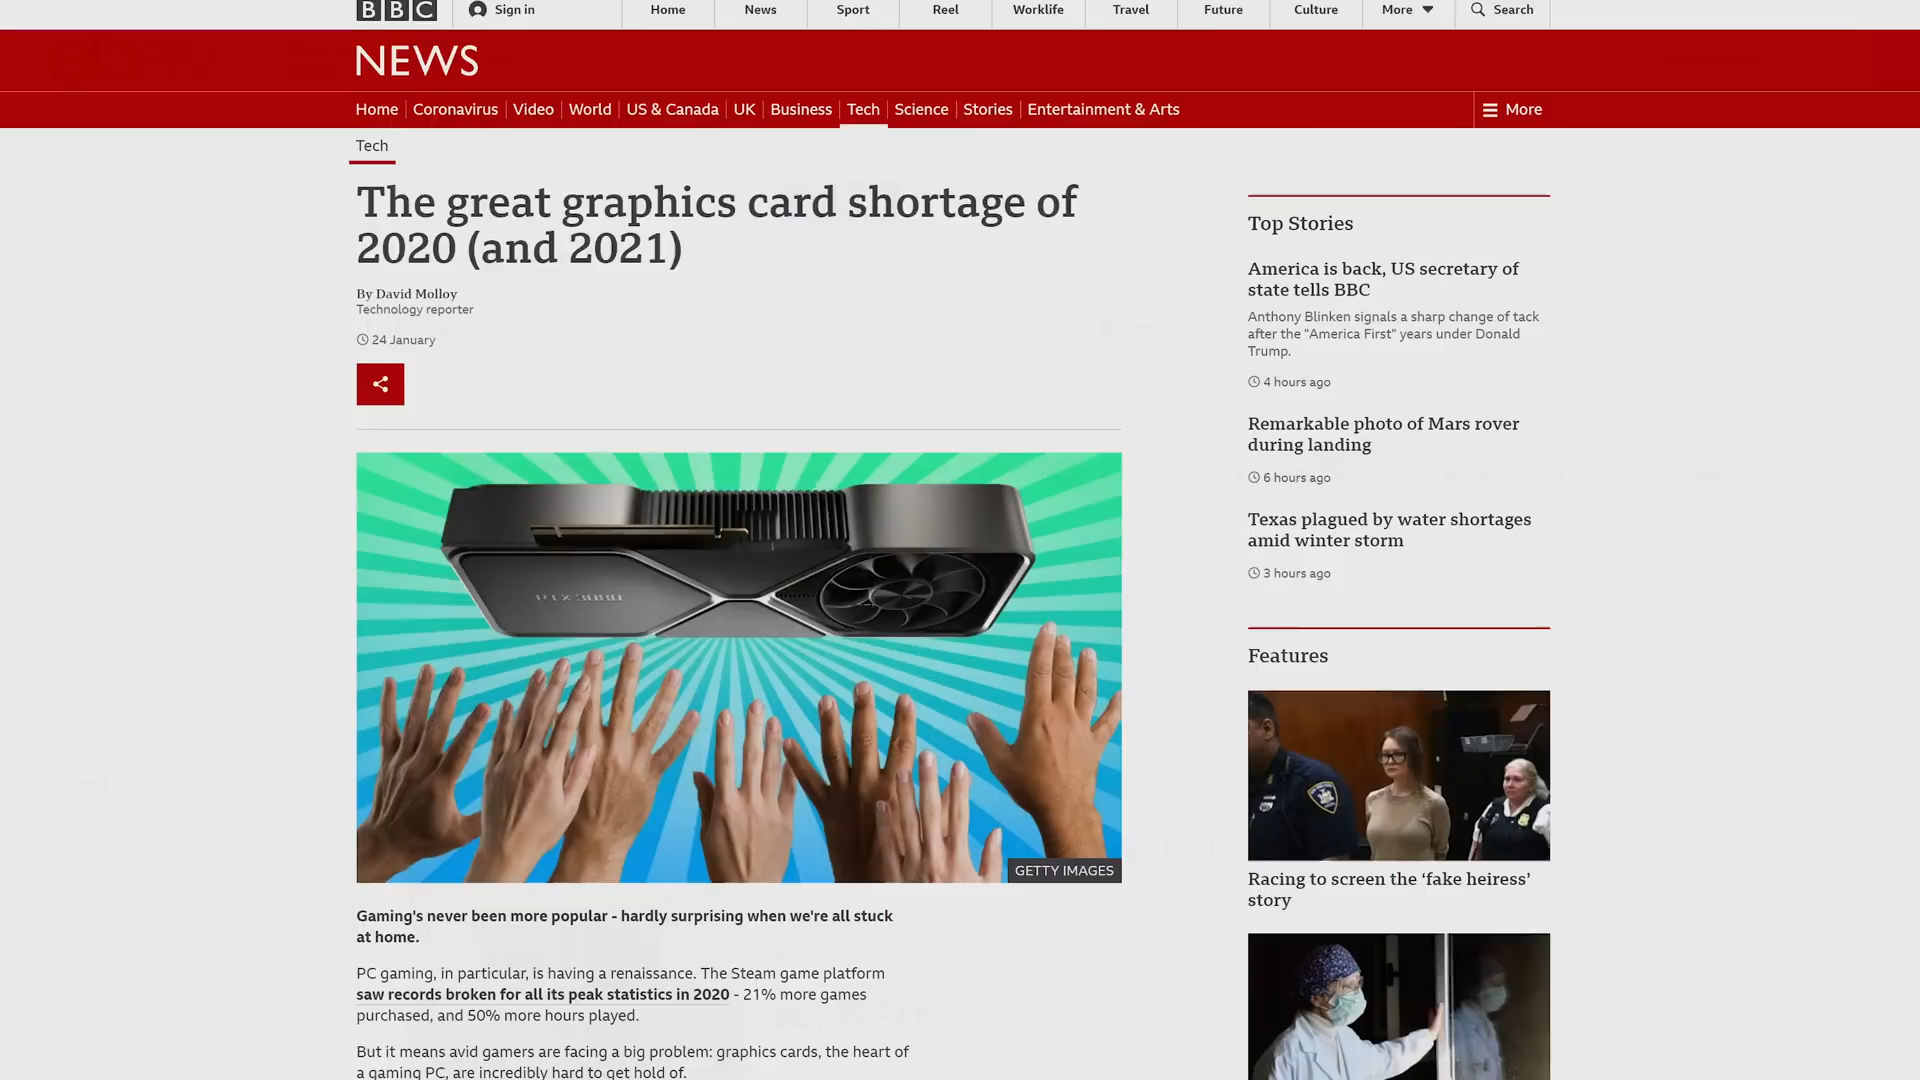 BBC
Sign in
Home
News
Sport
Reel
Worklife
Travel
Future
Culture
More
Search
NEWS
Home
Coronavirus
Video
World
US & Canada
UK
Business
Tech
Science
Stories
Entertainment & Arts
More
Tech
The great graphics card shortage of
2020 (and 2021)
By David Molloy
Technology reporter
24 January
RTX 3080
GETTY IMAGES
Gaming's never been more popular - hardly surprising when we're all stuck
at home.
PC gaming, in particular, is having a renaissance. The Steam game platform
saw records broken for all its peak statistics in 2020 - 21% more games
purchased, and 50% more hours played.
But it means avid gamers are facing a big problem: graphics cards, the heart of
a gaming PC, are incredibly hard to get hold of.
Top Stories
America is back, US secretary of
state tells BBC
Anthony Blinken signals a sharp change of tack
after the "America First" years under Donald
Trump.
4 hours ago
Remarkable photo of Mars rover
during landing
6 hours ago
Texas plagued by water shortages
amid winter storm
3 hours ago
Features
Racing to screen the ‘fake heiress’
story